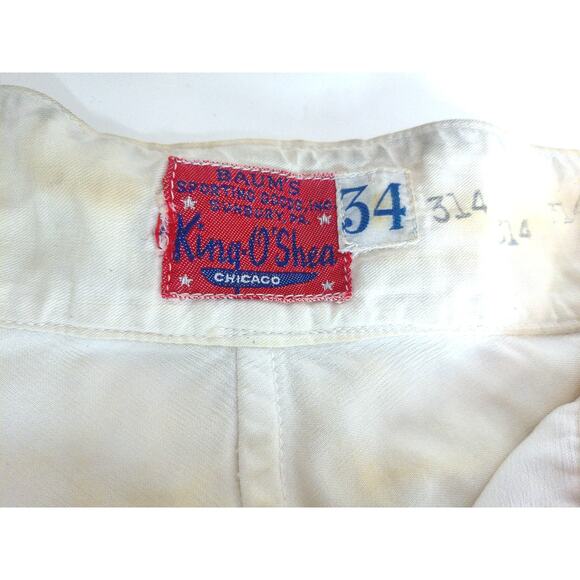 BAUM'S
SPORTING GOODS, INC.
SUNBURY, PA.
King-O'Shea
CHICAGO
34
314
314